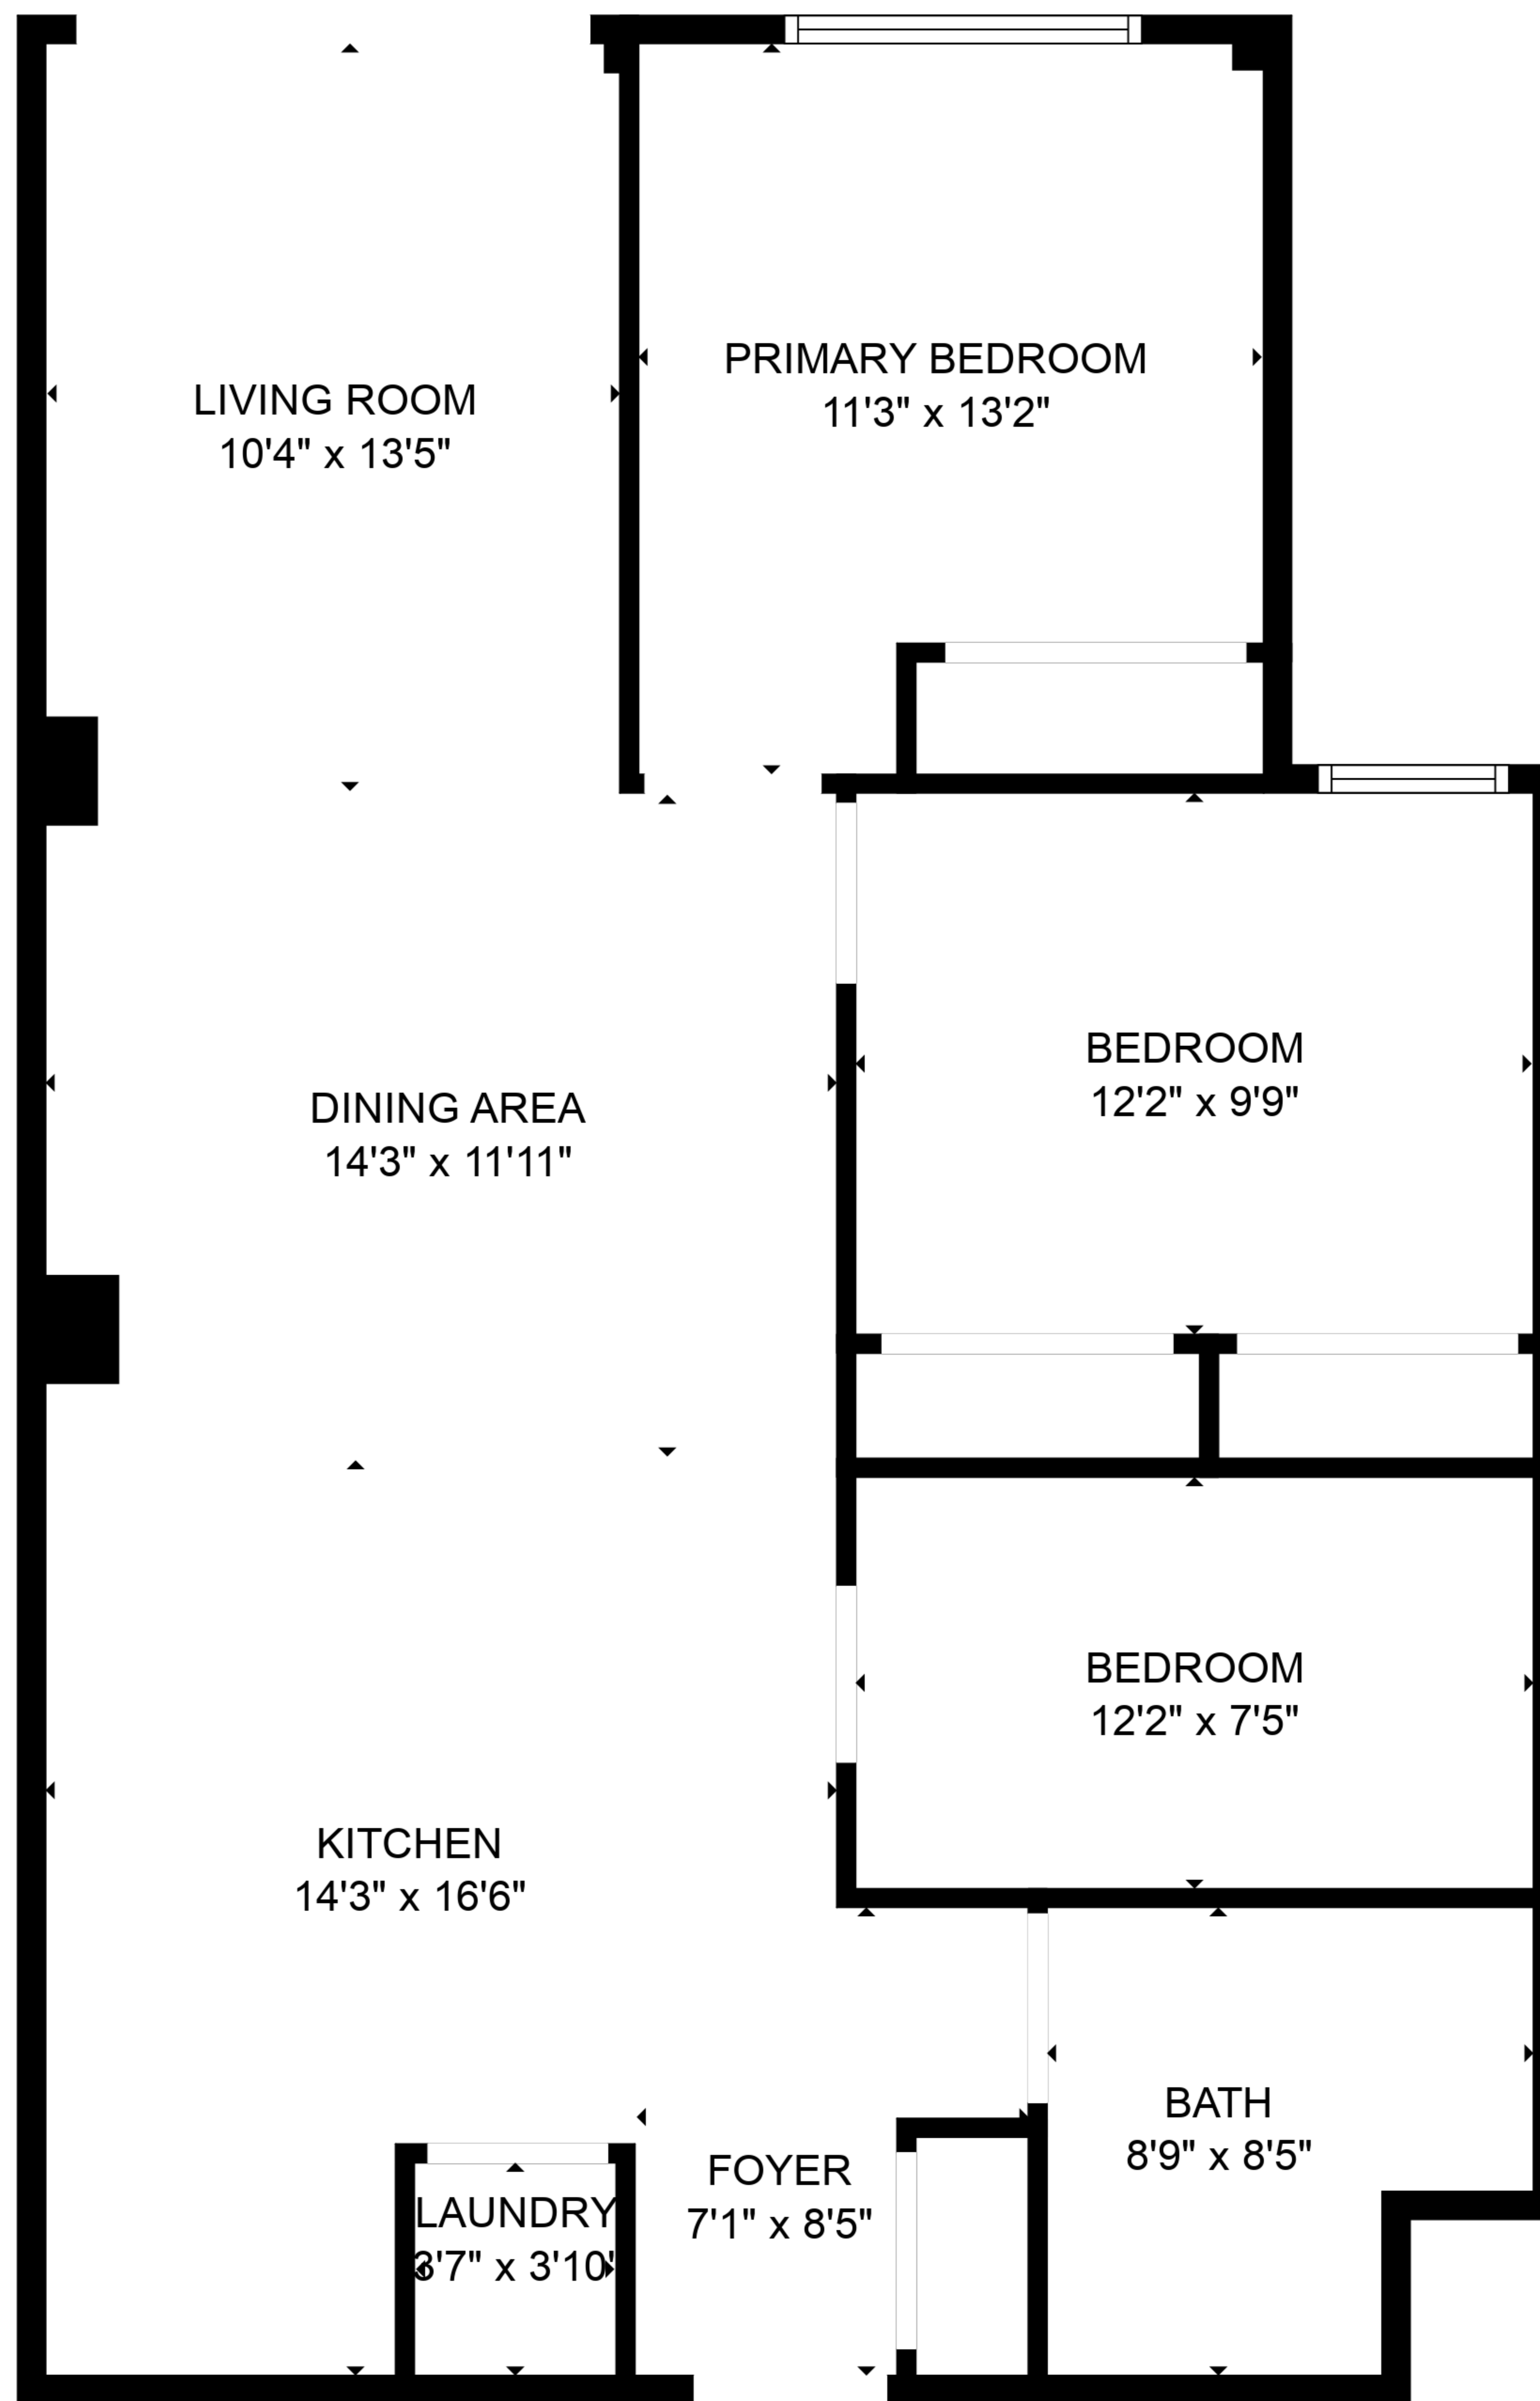 PRIMARY BEDROOM
11'3" x 13'2"
LIVING ROOM
10'4" x 13'5"
BEDROOM
12'2" x 9'9"
DINING AREA
14'3" x 11'11"
BEDROOM
12'2" x 7'5"
KITCHEN
14'3" x 16'6"
BATH
8'9" x 8'5"
FOYER
7'1" x 8'5"
LAUNDRY
3'7" x 3'10"